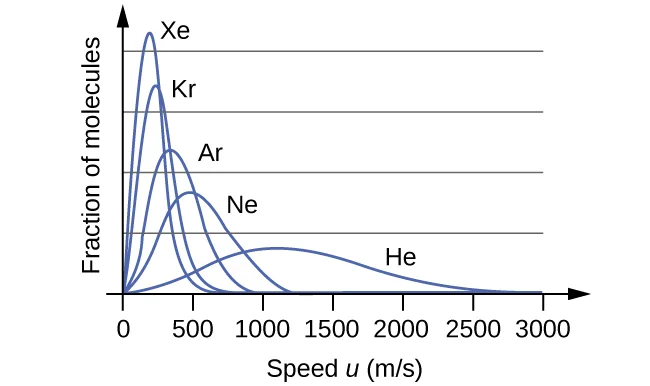 Xe
Kr
Ar
Ne
He
Fraction of molecules
0 500 1000 1500 2000 2500 3000
Speed u (m/s)